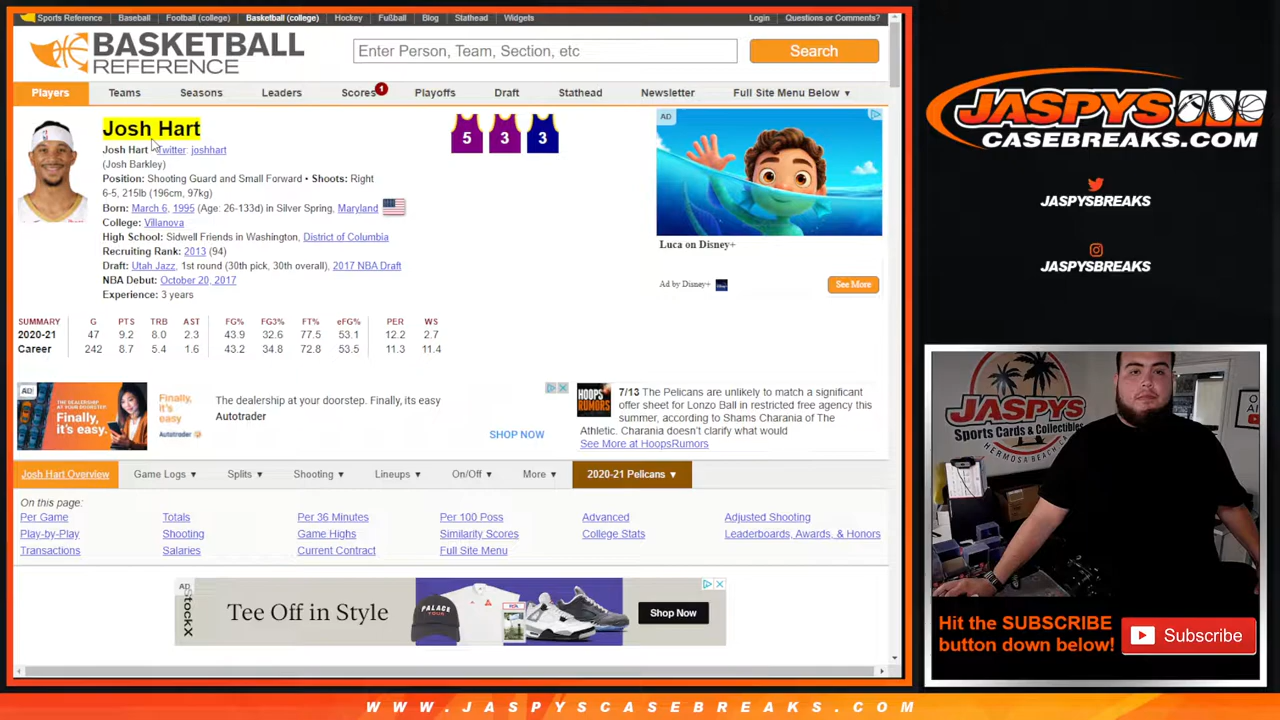 Sports Reference Baseball Football (college) Basketball (college) Hockey Fußball Blog Stathead Widgets Login Questions or Comments?
BASKETBALL
REFERENCE
Enter Person, Team, Section, etc
Search
Players Teams Seasons Leaders Scores 1 Playoffs Draft Stathead Newsletter Full Site Menu Below ▼
Josh Hart
Josh Hart Twitter: joshhart
(Josh Barkley)
Position: Shooting Guard and Small Forward • Shoots: Right
6-5, 215lb (196cm, 97kg)
Born: March 6, 1995 (Age: 26-133d) in Silver Spring, Maryland
College: Villanova
High School: Sidwell Friends in Washington, District of Columbia
Recruiting Rank: 2013 (94)
Draft: Utah Jazz, 1st round (30th pick, 30th overall), 2017 NBA Draft
NBA Debut: October 20, 2017
Experience: 3 years
5 3 3
AD
Luca on Disney+
Ad by Disney+
See More
SUMMARY G PTS TRB AST FG% FG3% FT% eFG% PER WS
2020-21 47 9.2 8.0 2.3 43.9 32.6 77.5 53.1 12.2 2.7
Career 242 8.7 5.4 1.6 43.2 34.8 72.8 53.5 11.3 11.4
AD
Finally,
it's easy.
Autotrader
Finally,
it's easy.
Autotrader
The dealership at your doorstep. Finally, its easy
Autotrader
SHOP NOW
HOOPS
RUMORS
7/13 The Pelicans are unlikely to match a significant
offer sheet for Lonzo Ball in restricted free agency this
summer, according to Shams Charania of The
Athletic. Charania doesn't clarify what would
See More at HoopsRumors
Josh Hart Overview Game Logs ▼ Splits ▼ Shooting ▼ Lineups ▼ On/Off ▼ More ▼ 2020-21 Pelicans ▼
On this page:
Per Game Totals Per 36 Minutes Per 100 Poss Advanced Adjusted Shooting
Play-by-Play Shooting Game Highs Similarity Scores College Stats Leaderboards, Awards, & Honors
Transactions Salaries Current Contract Full Site Menu
AD
StockX
Tee Off in Style
PALACE
Shop Now
JASPYS
CASEBREAKS.COM
JASPYSBREAKS
JASPYSBREAKS
JASPYS
Sports Cards & Collectibles
HERMOSA BEACH
Hit the SUBSCRIBE
button down below!
Subscribe
WWW.JASPYSCASEBREAKS.COM